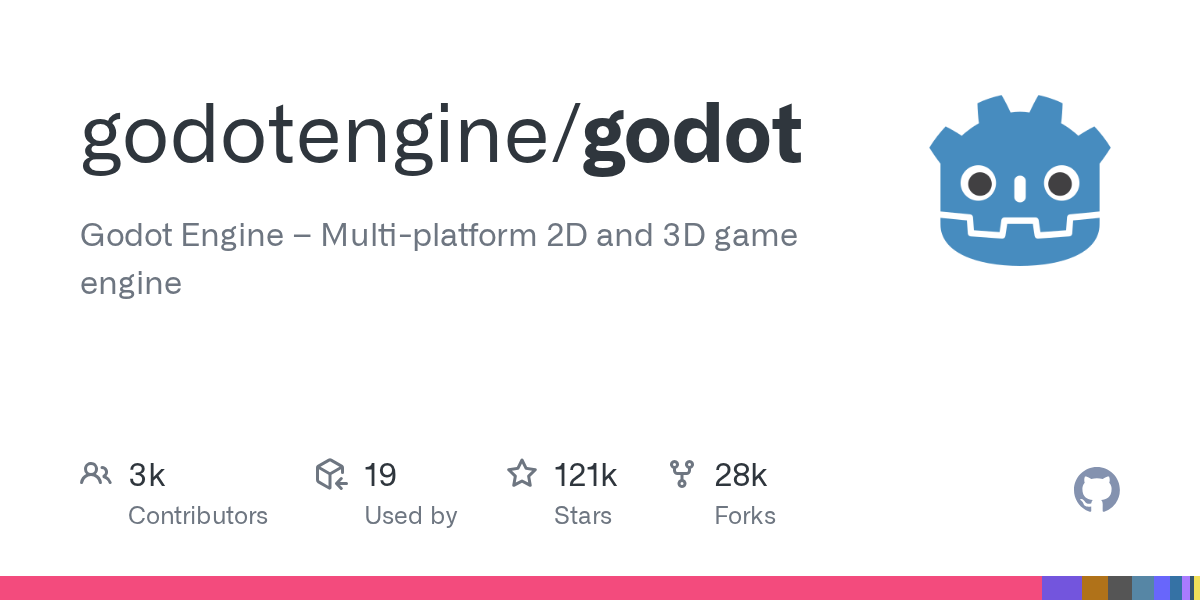 godotengine/godot
Godot Engine – Multi-platform 2D and 3D game
engine
3k
Contributors
19
Used by
121k
Stars
28k
Forks